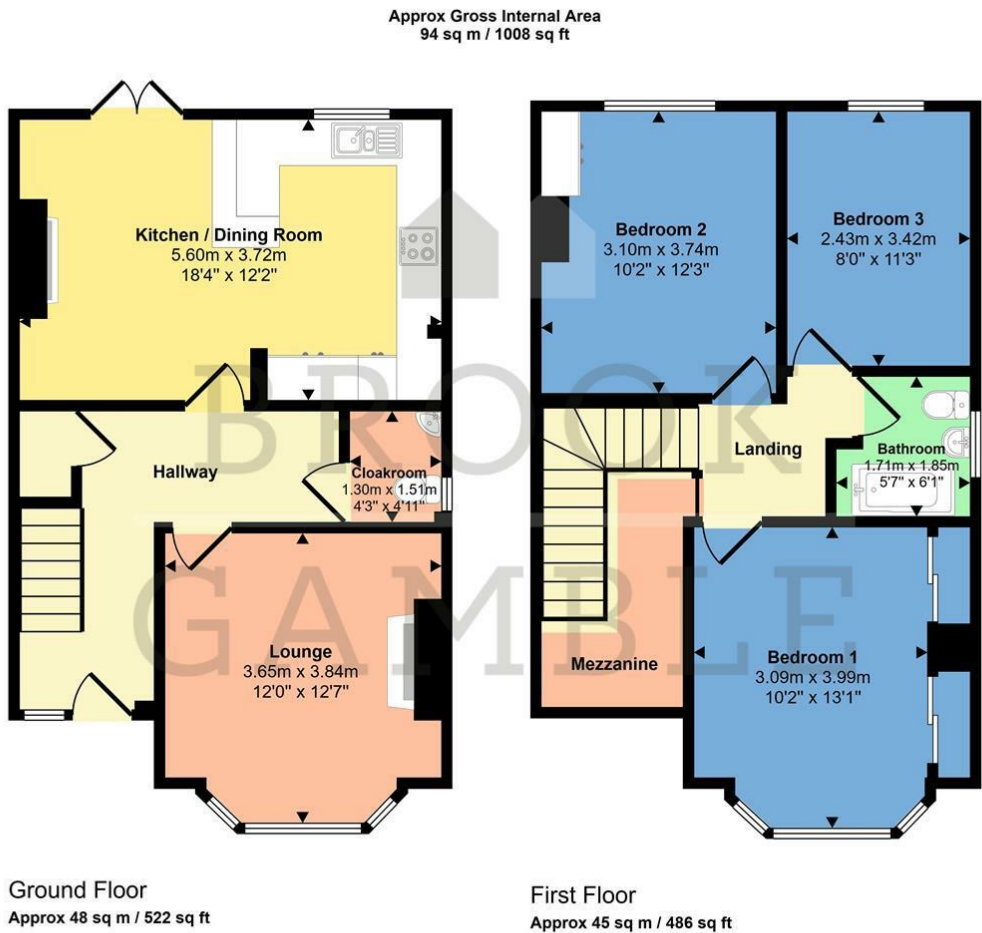 Approx Gross Internal Area
94 sq m / 1008 sq ft
Kitchen / Dining Room
5.60m x 3.72m
18'4" x 12'2"
Hallway
Cloakroom
1.30m x 1.51m
4'3" x 4'11"
Lounge
3.65m x 3.84m
12'0" x 12'7"
Ground Floor
Approx 48 sq m / 522 sq ft
Bedroom 2
3.10m x 3.74m
10'2" x 12'3"
Bedroom 3
2.43m x 3.42m
8'0" x 11'3"
Landing
Bathroom
1.71m x 1.85m
5'7" x 6'1"
Mezzanine
Bedroom 1
3.09m x 3.99m
10'2" x 13'1"
First Floor
Approx 45 sq m / 486 sq ft
BROOK
GAMBLE